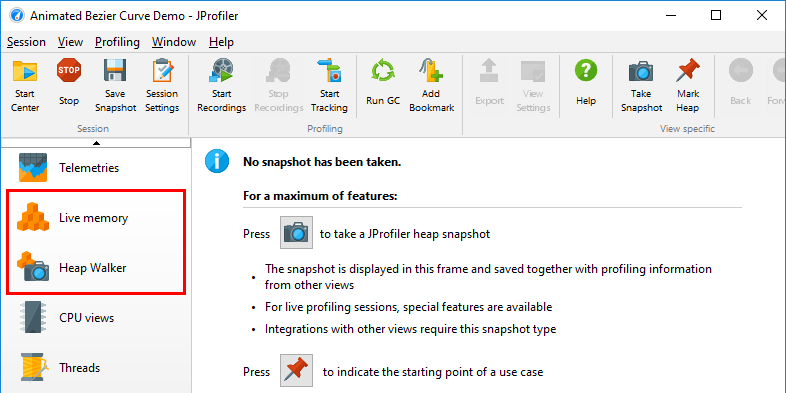 Animated Bezier Curve Demo - JProfiler
Session View Profiling Window Help
Start Center
Stop
Save Snapshot
Session Settings
Start Recordings
Stop Recordings
Start Tracking
Run GC
Add Bookmark
Export
View Settings
Help
Take Snapshot
Mark Heap
Back
Session
Profiling
View specific
Telemetries
Live memory
Heap Walker
CPU views
Threads
No snapshot has been taken.
For a maximum of features:
Press to take a JProfiler heap snapshot
• The snapshot is displayed in this frame and saved together with profiling information
from other views
• For live profiling sessions, special features are available
• Integrations with other views require this snapshot type
Press to indicate the starting point of a use case